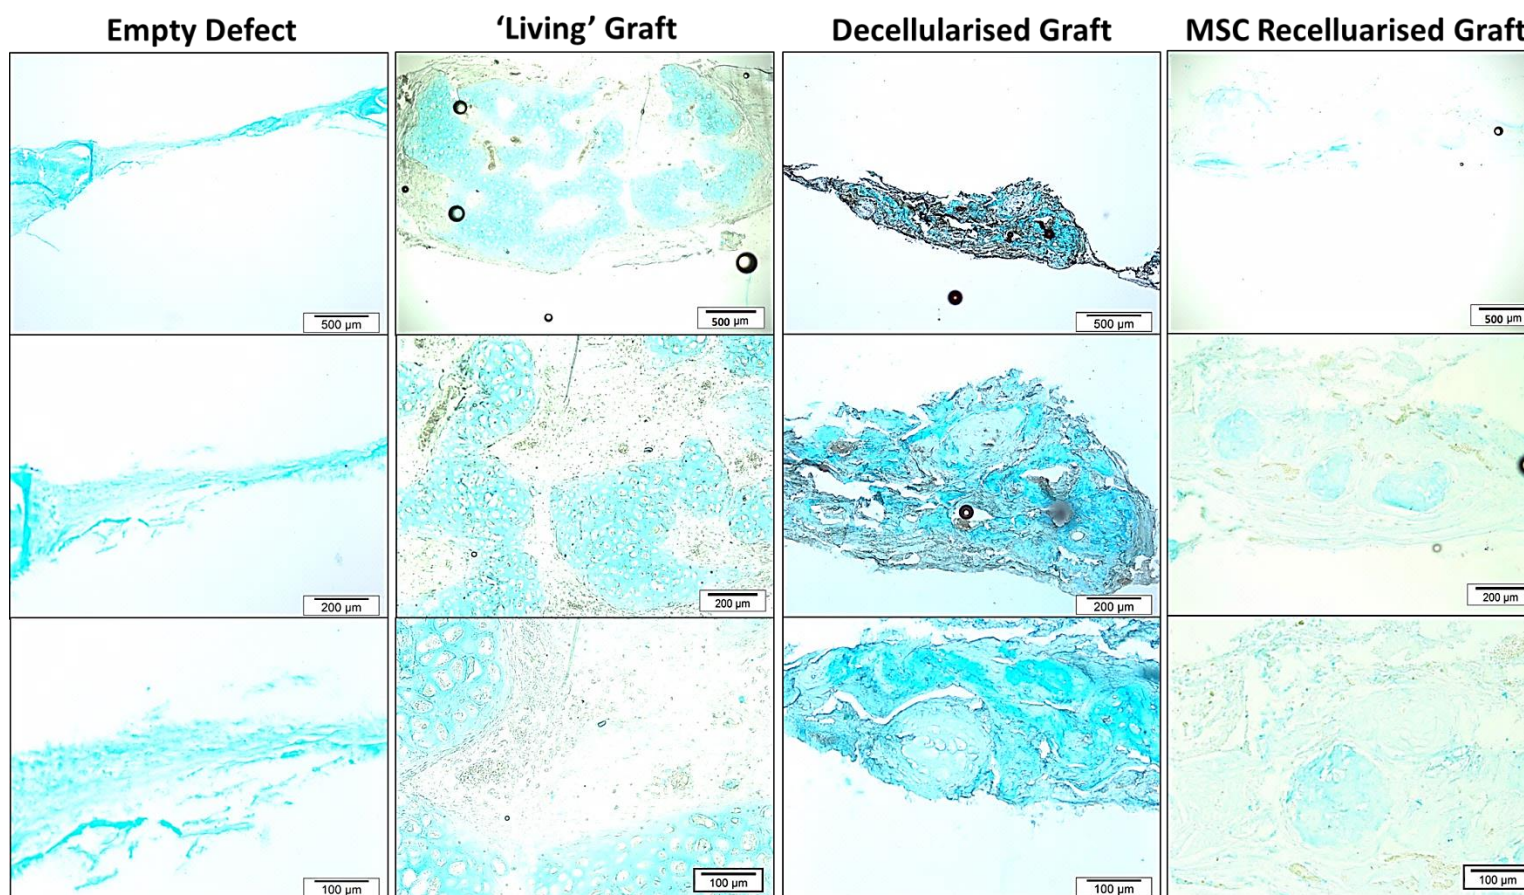 Empty Defect
‘Living’ Graft
Decellularised Graft
MSC Recelluarised Graft
500 µm
500 µm
500 µm
500 µm
200 µm
200 µm
200 µm
200 µm
100 µm
100 µm
100 µm
100 µm